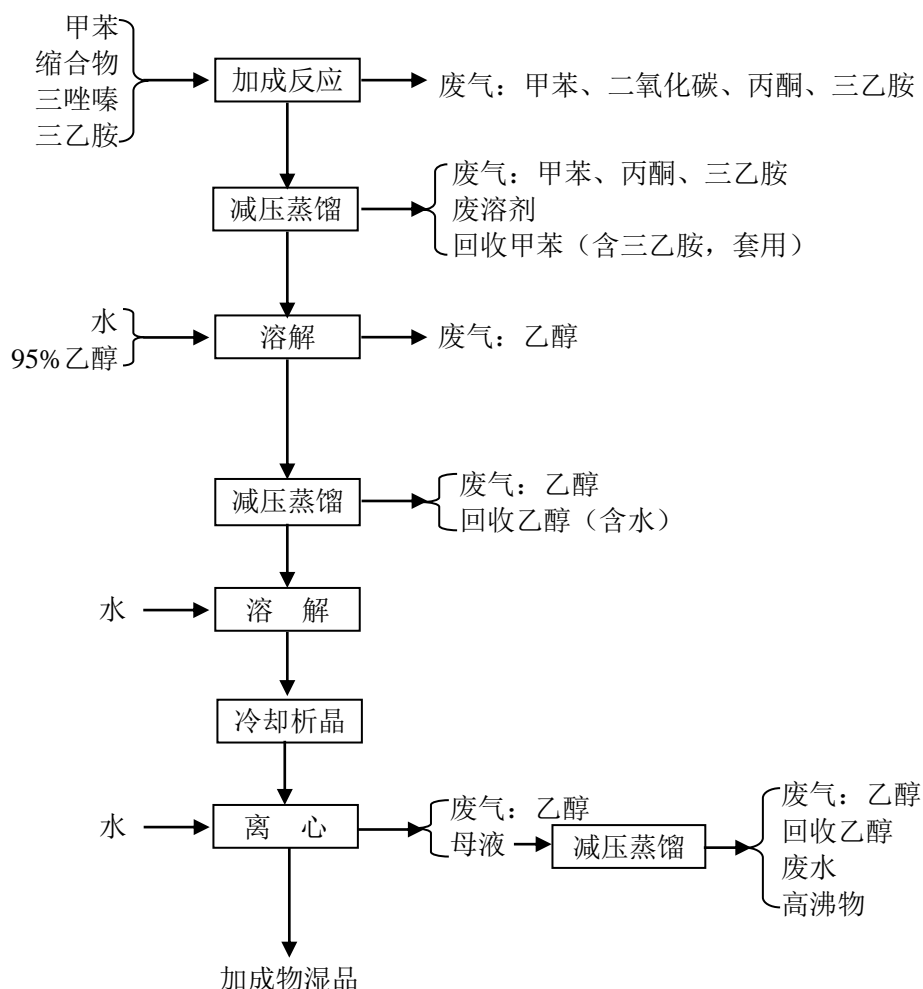 甲苯
缩合物
三唑嗪
三乙胺
加成反应
废气：甲苯、二氧化碳、丙酮、三乙胺
减压蒸馏
废气：甲苯、丙酮、三乙胺
废溶剂
回收甲苯（含三乙胺，套用）
水
95%乙醇
溶解
废气：乙醇
减压蒸馏
废气：乙醇
回收乙醇（含水）
水
溶 解
冷却析晶
水
离 心
废气：乙醇
母液
减压蒸馏
废气：乙醇
回收乙醇
废水
高沸物
加成物湿品